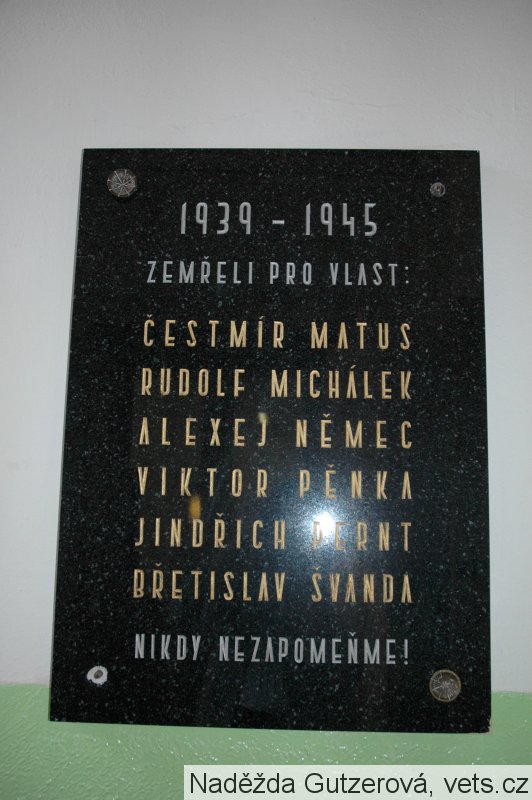 1939 - 1945
ZEMŘELI PRO VLAST:
ČESTMÍR MATUS
RUDOLF MICHÁLEK
ALEXEJ NĚMEC
VIKTOR PĚNKA
JINDŘICH
BŘETISLAV ŠVANDA
NIKDY NEZAPOMEŇME!
Naděžda Gutzerová, vets.cz